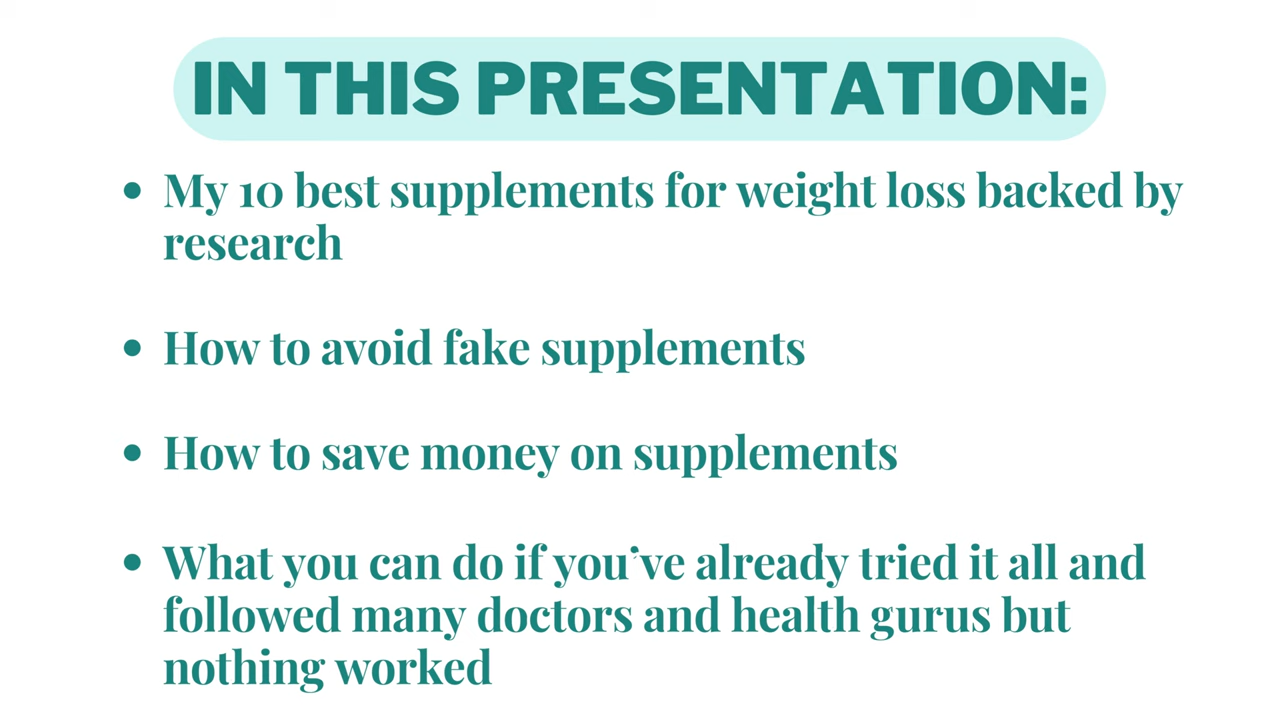 IN THIS PRESENTATION:
• My 10 best supplements for weight loss backed by
research
• How to avoid fake supplements
• How to save money on supplements
• What you can do if you've already tried it all and
followed many doctors and health gurus but
nothing worked